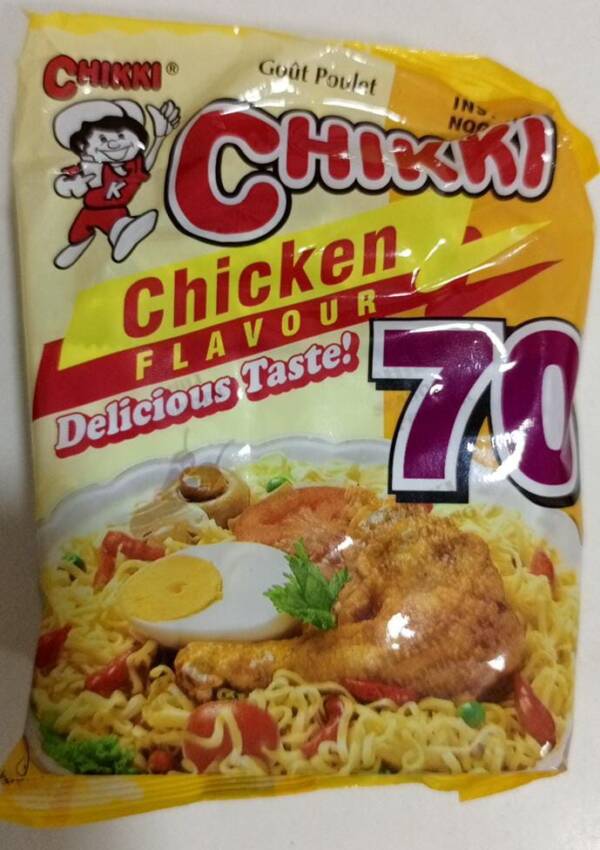 CHIKKI®
Goût Poulet
CHIKKI
Chicken
FLAVOUR
Delicious Taste!
70
K